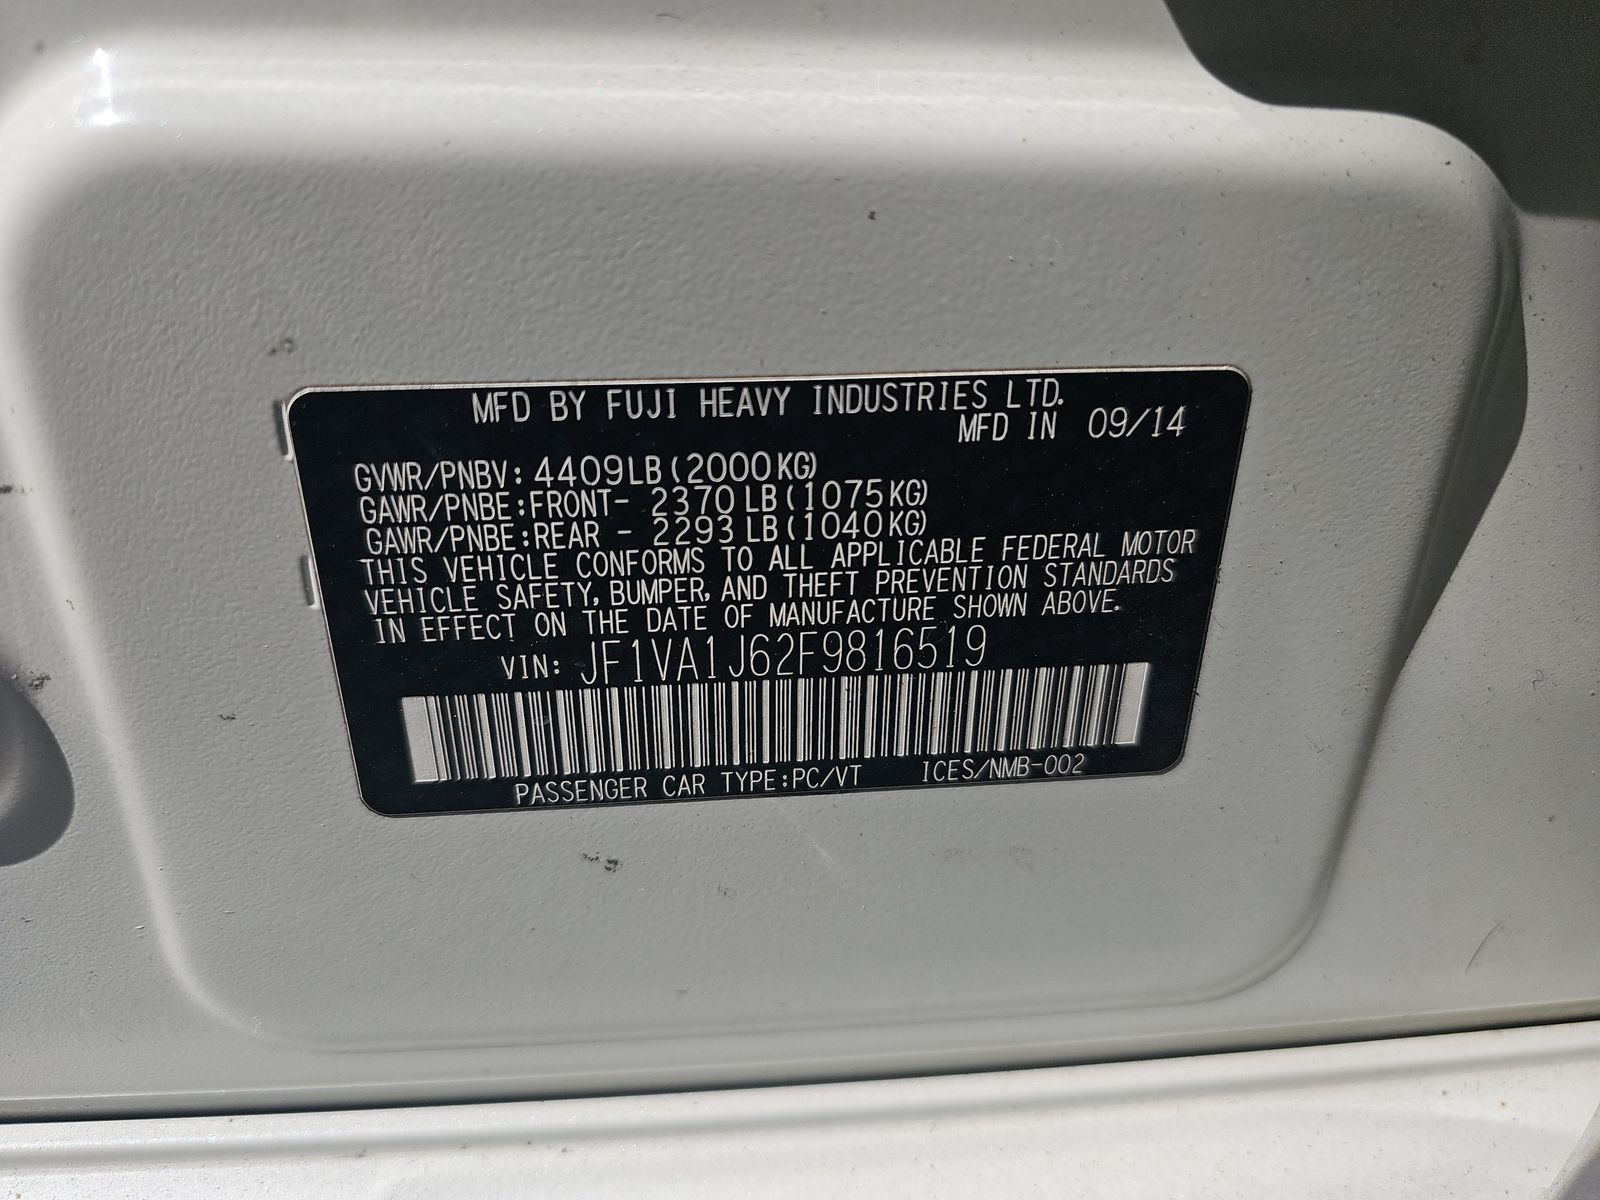 MFD BY FUJI HEAVY INDUSTRIES LTD.
MFD IN 09/14
GVWR/PNBV: 4409LB(2000KG)
GAWR/PNBE:FRONT- 2370LB(1075KG)
GAWR/PNBE:REAR - 2293LB(1040KG)
THIS VEHICLE CONFORMS TO ALL APPLICABLE FEDERAL MOTOR
VEHICLE SAFETY, BUMPER, AND THEFT PREVENTION STANDARDS
IN EFFECT ON THE DATE OF MANUFACTURE SHOWN ABOVE.
VIN: JF1VA1J62F9816519
PASSENGER CAR TYPE:PC/VT ICES/NMB-002